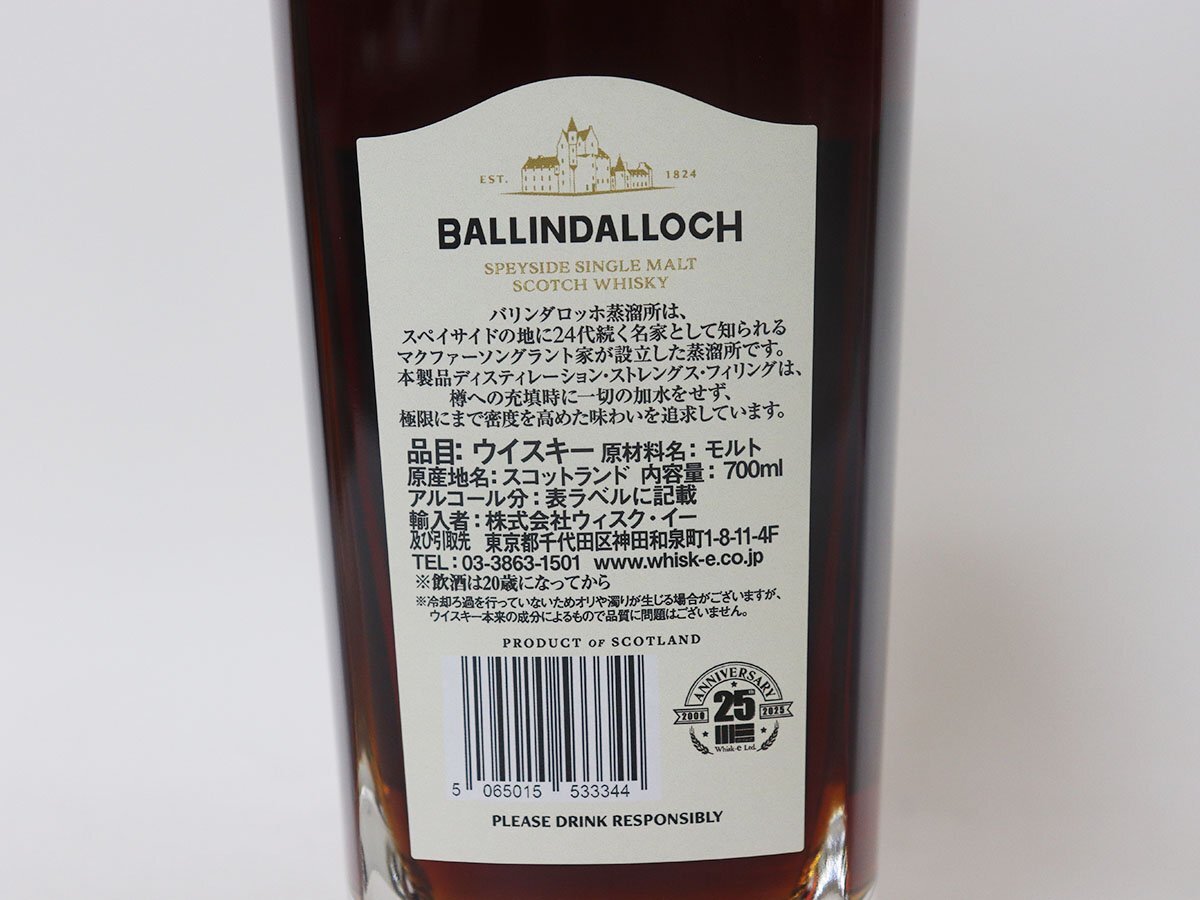 EST. 1824
BALLINDALLOCH
SPEYSIDE SINGLE MALT
SCOTCH WHISKY
バリンダロッホ蒸溜所は、
スペイサイドの地に24代続く名家として知られる
マクファーソングラント家が設立した蒸溜所です。
本製品ディスティレーション・ストレングス・フィリングは、
樽への充填時に一切の加水をせず、
極限にまで密度を高めた味わいを追求しています。
品目：ウイスキー 原材料名：モルト
原産地名：スコットランド 内容量：700ml
アルコール分：表ラベルに記載
輸入者：株式会社ウィスク・イー
及び引取先 東京都千代田区神田和泉町1-8-11-4F
TEL：03-3863-1501 www.whisk-e.co.jp
※飲酒は20歳になってから
※冷却ろ過を行っていないためオリや濁りが生じる場合がございますが、
ウイスキー本来の成分によるもので品質に問題はございません。
PRODUCT OF SCOTLAND
ANNIVERSARY
25TH
2000 2025
Whisk-e Ltd.
5 065015 533344
PLEASE DRINK RESPONSIBLY